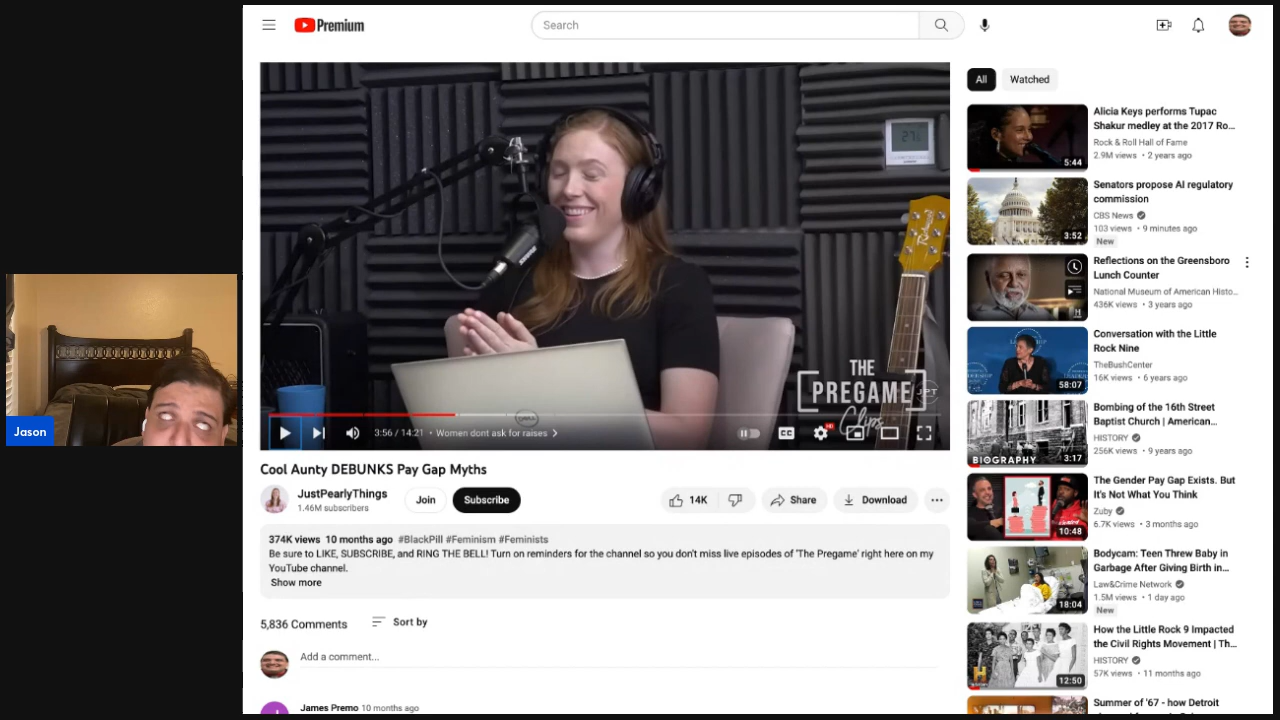 Premium
Search
All
Watched
Alicia Keys performs Tupac
Shakur medley at the 2017 Ro...
Rock & Roll Hall of Fame
2.9M views • 2 years ago
5:44
Senators propose AI regulatory
commission
CBS News
103 views • 9 minutes ago
New
3:52
Reflections on the Greensboro
Lunch Counter
National Museum of American Histo...
436K views • 3 years ago
Conversation with the Little
Rock Nine
TheBushCenter
16K views • 6 years ago
58:07
Bombing of the 16th Street
Baptist Church | American...
HISTORY
256K views • 9 years ago
BIOGRAPHY
3:17
The Gender Pay Gap Exists. But
It's Not What You Think
Zuby
6.7K views • 3 months ago
10:48
Bodycam: Teen Threw Baby in
Garbage After Giving Birth in...
Law&Crime Network
1.5M views • 1 day ago
New
18:04
How the Little Rock 9 Impacted
the Civil Rights Movement | Th...
HISTORY
57K views • 11 months ago
12:50
Summer of '67 - how Detroit
THE
PREGAME
Clips
JPT
3:56 / 14:21 • Women dont ask for raises
CC
HD
Cool Aunty DEBUNKS Pay Gap Myths
JustPearlyThings
1.46M subscribers
Join
Subscribe
14K
Share
Download
374K views 10 months ago #BlackPill #Feminism #Feminists
Be sure to LIKE, SUBSCRIBE, and RING THE BELL! Turn on reminders for the channel so you don't miss live episodes of 'The Pregame' right here on my
YouTube channel.
Show more
5,836 Comments
Sort by
Add a comment...
James Premo 10 months ago
Jason